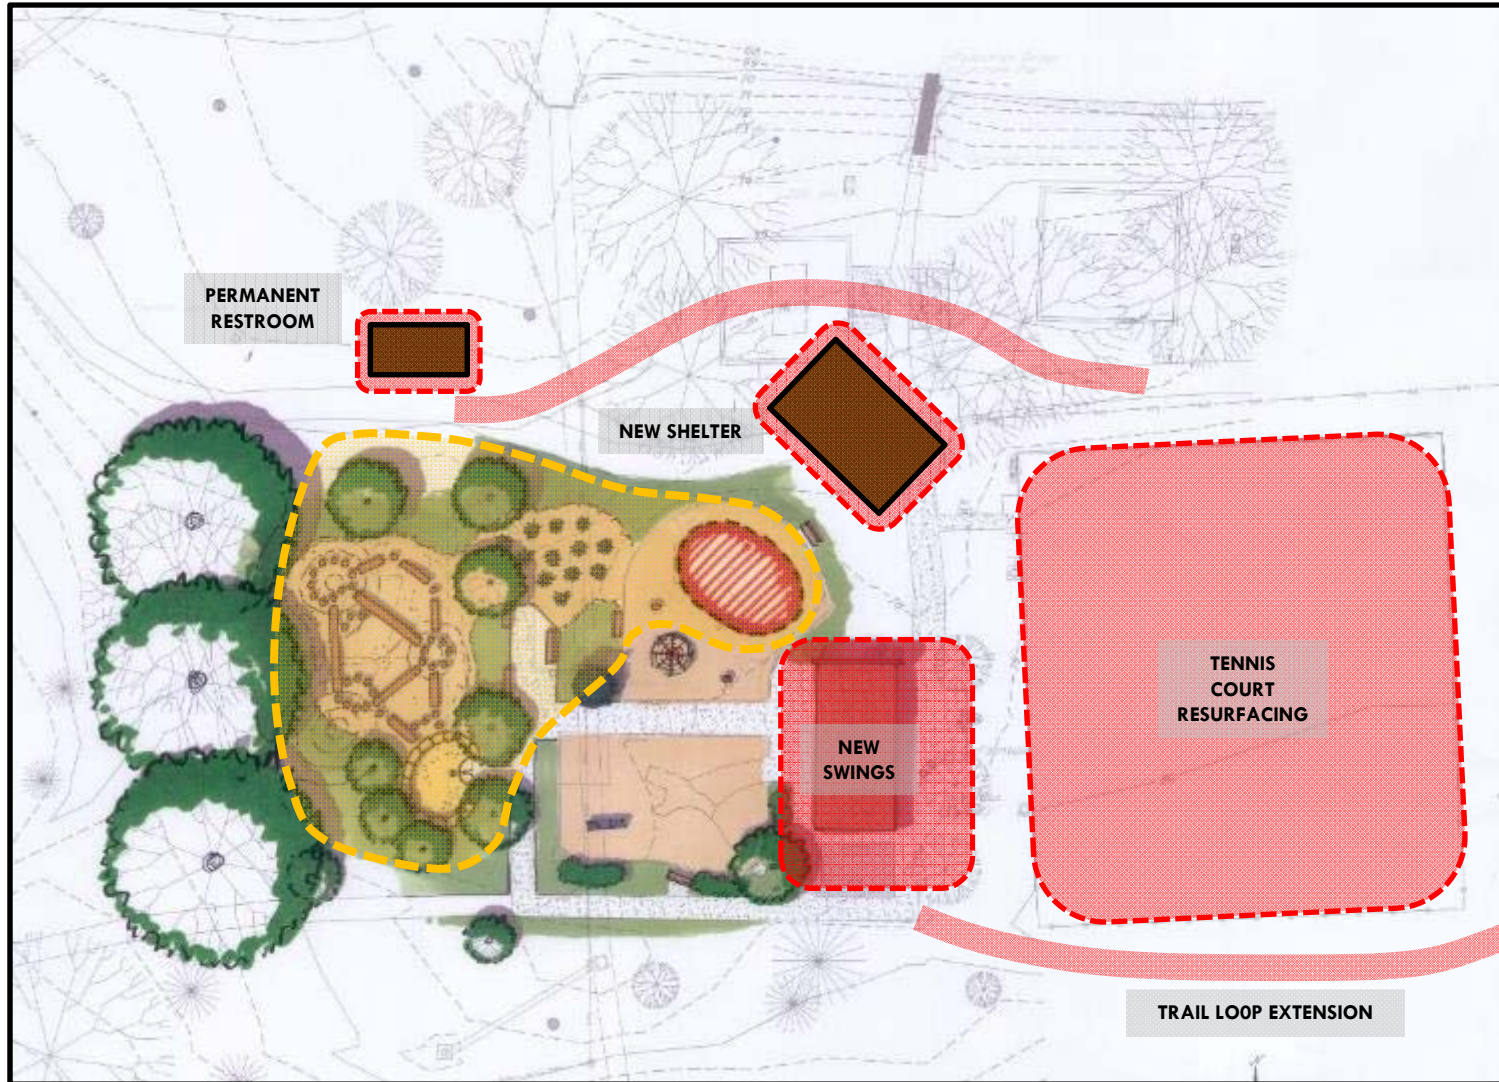 PERMANENT
RESTROOM
NEW SHELTER
TENNIS
COURT
RESURFACING
NEW
SWINGS
TRAIL LOOP EXTENSION